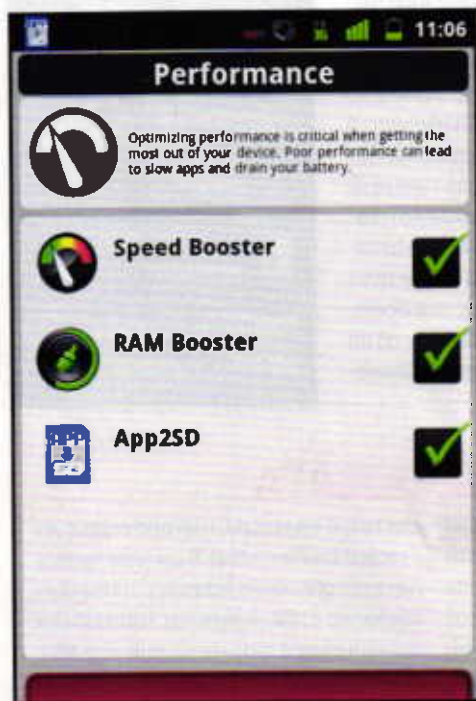 11:06
Performance
Optimizing performance is critical when getting the
most out of your device. Poor performance can lead
to slow apps and drain your battery.
Speed Booster
RAM Booster
App2SD